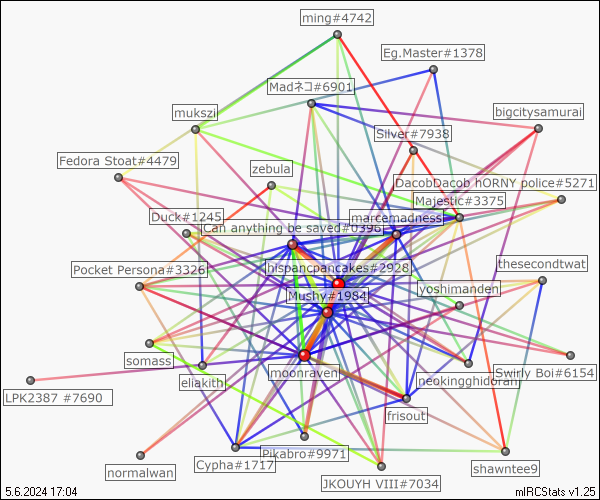 ming#4742
Eg.Master#1378
Madネコ#6901
mukszi
bigcitysamurai
Silver#7938
Fedora Stoat#4479
zebula
DacobDacob hORNY police#5271
Majestic#3375
Duck#1245
marcemadness
Can anything be saved#0396
hispancpancakes#2928
thesecondtwat
Pocket Persona#3326
yoshimanden
Mushy#1984
somass
moonraven
Swirly Boi#6154
eliakith
neokingghidorah
LPK2387 #7690
frisout
Pikabro#9971
Cypha#1717
shawntee9
normalwan
JKOUYH VIII#7034
5.6.2024 17:04
mIRCStats v1.25